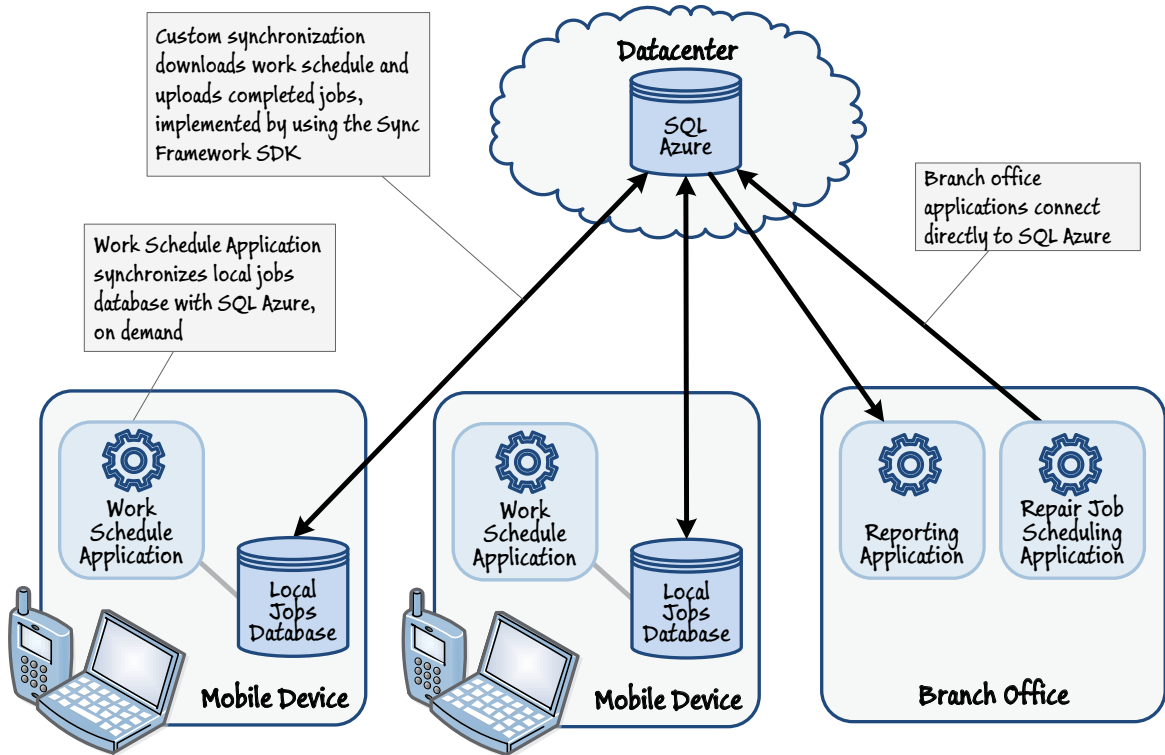 Custom synchronization
downloads work schedule and
uploads completed jobs,
implemented by using the Sync
Framework SDK
Datacenter
SQL
Azure
Branch office
applications connect
directly to SQL Azure
Work Schedule Application
synchronizes local jobs
database with SQL Azure,
on demand
Work
Schedule
Application
Local
Jobs
Database
Mobile Device
Work
Schedule
Application
Local
Jobs
Database
Mobile Device
Reporting
Application
Repair Job
Scheduling
Application
Branch Office